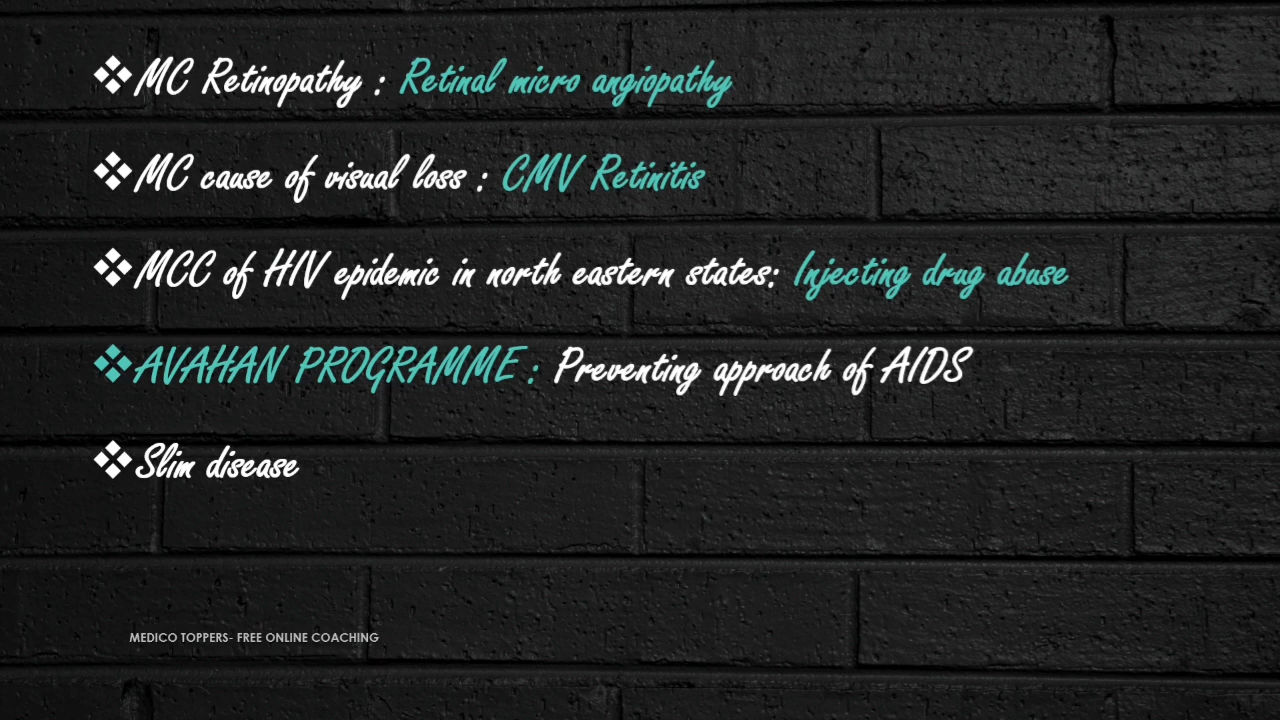 ❖MC Retinopathy : Retinal micro angiopathy
❖MC cause of visual loss : CMV Retinitis
❖MCC of HIV epidemic in north eastern states: Injecting drug abuse
❖AVAHAN PROGRAMME : Preventing approach of AIDS
❖Slim disease
MEDICO TOPPERS- FREE ONLINE COACHING